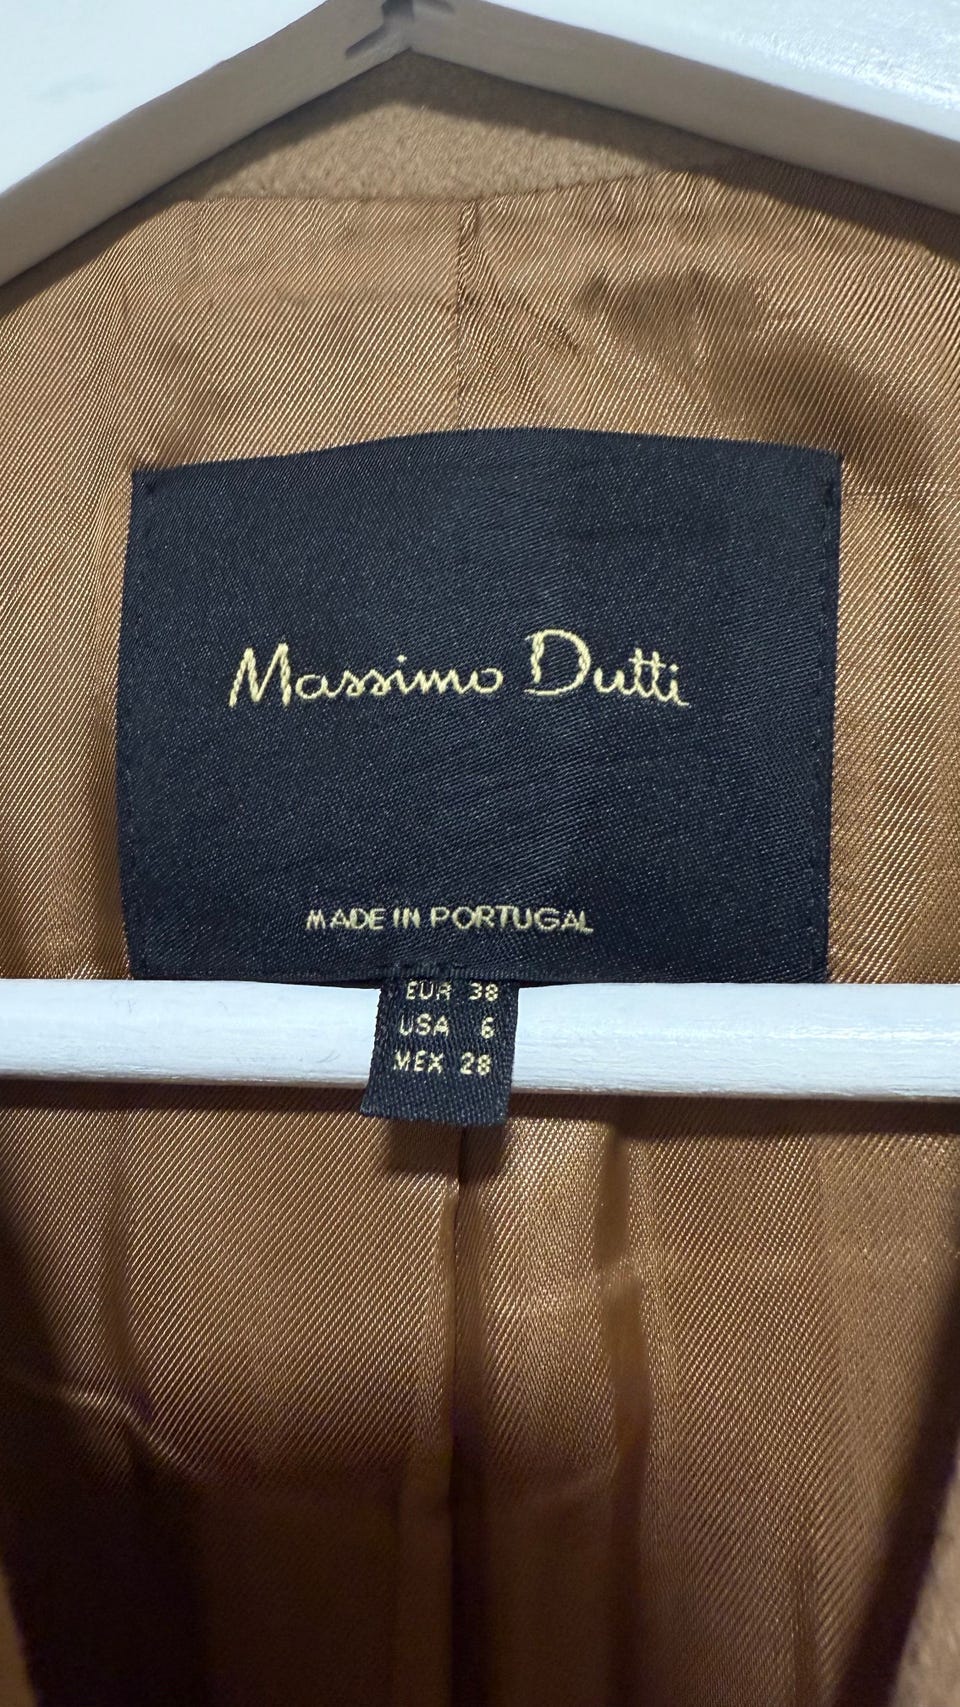 Massimo Dutti
MADE IN PORTUGAL
EUR 38
USA 6
MEX 28